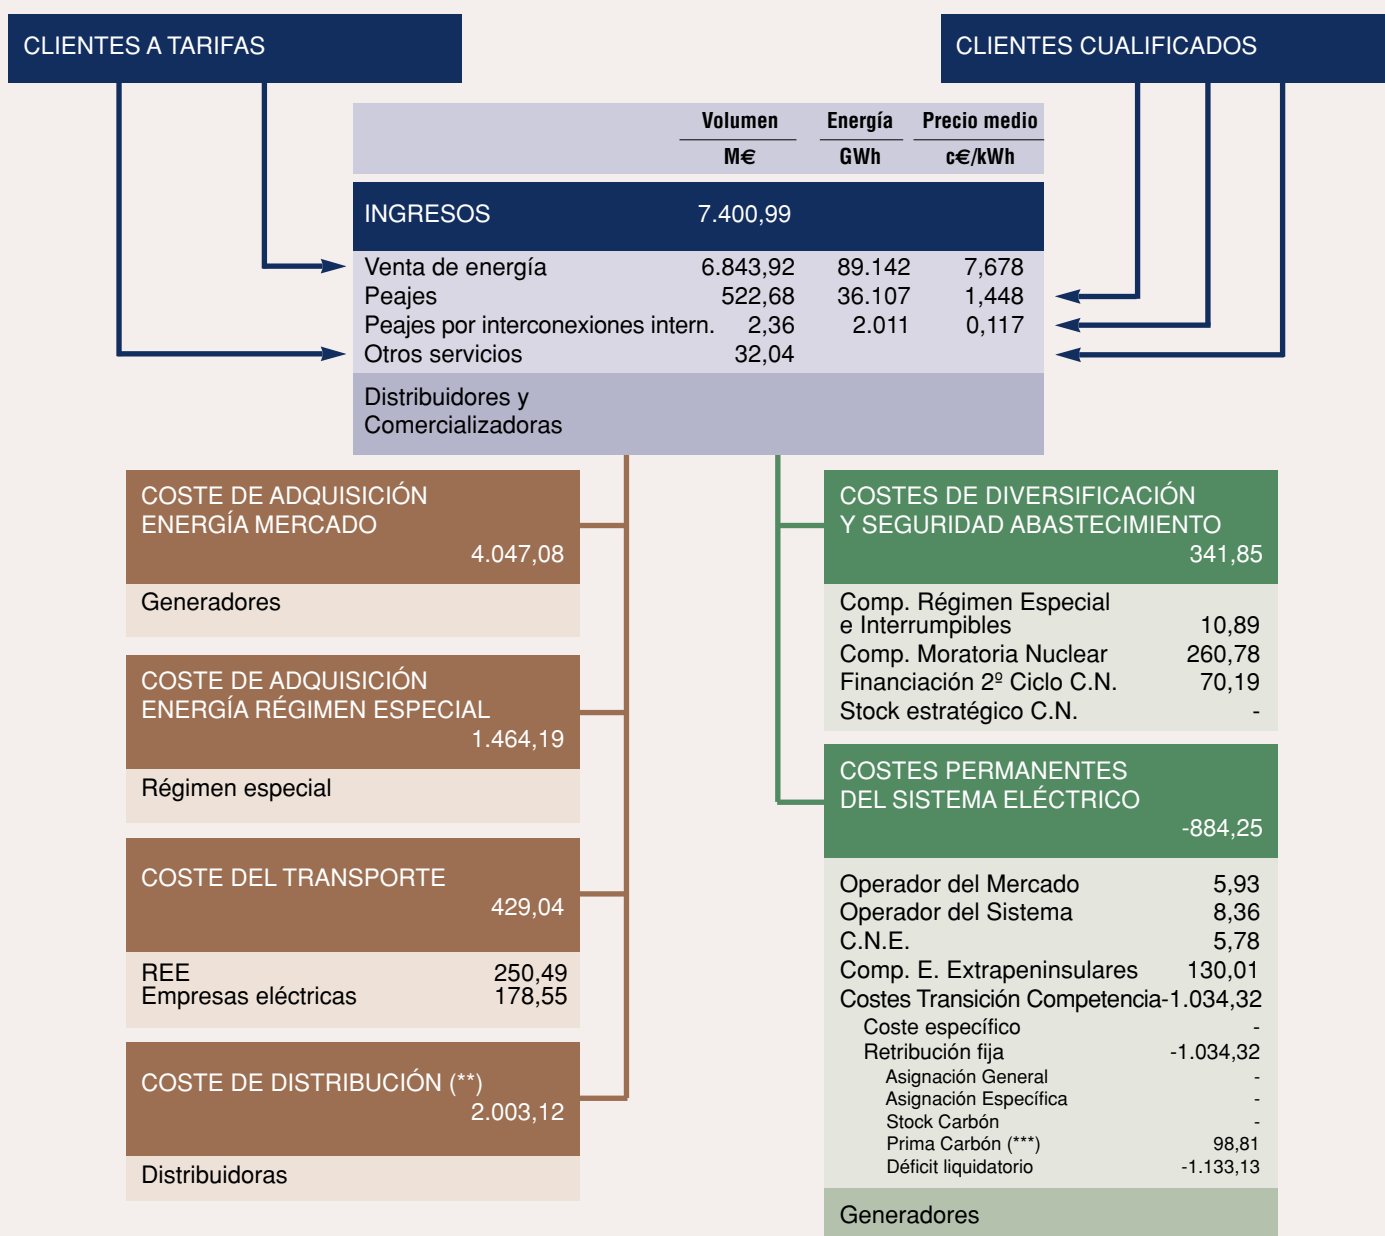 CLIENTES A TARIFAS
CLIENTES CUALIFICADOS
Volumen Energía Precio medio
M€ GWh c€/kWh
INGRESOS 7.400,99
Venta de energía 6.843,92 89.142 7,678
Peajes 522,68 36.107 1,448
Peajes por interconexiones intern. 2,36 2.011 0,117
Otros servicios 32,04
Distribuidores y
Comercializadoras
COSTE DE ADQUISICIÓN
ENERGÍA MERCADO
4.047,08
Generadores
COSTE DE ADQUISICIÓN
ENERGÍA RÉGIMEN ESPECIAL
1.464,19
Régimen especial
COSTE DEL TRANSPORTE
429,04
REE 250,49
Empresas eléctricas 178,55
COSTE DE DISTRIBUCIÓN (**)
2.003,12
Distribuidoras
COSTES DE DIVERSIFICACIÓN
Y SEGURIDAD ABASTECIMIENTO
341,85
Comp. Régimen Especial
e Interrumpibles 10,89
Comp. Moratoria Nuclear 260,78
Financiación 2º Ciclo C.N. 70,19
Stock estratégico C.N. -
COSTES PERMANENTES
DEL SISTEMA ELÉCTRICO
-884,25
Operador del Mercado 5,93
Operador del Sistema 8,36
C.N.E. 5,78
Comp. E. Extrapeninsulares 130,01
Costes Transición Competencia-1.034,32
Coste específico -
Retribución fija -1.034,32
Asignación General -
Asignación Específica -
Stock Carbón -
Prima Carbón (***) 98,81
Déficit liquidatorio -1.133,13
Generadores